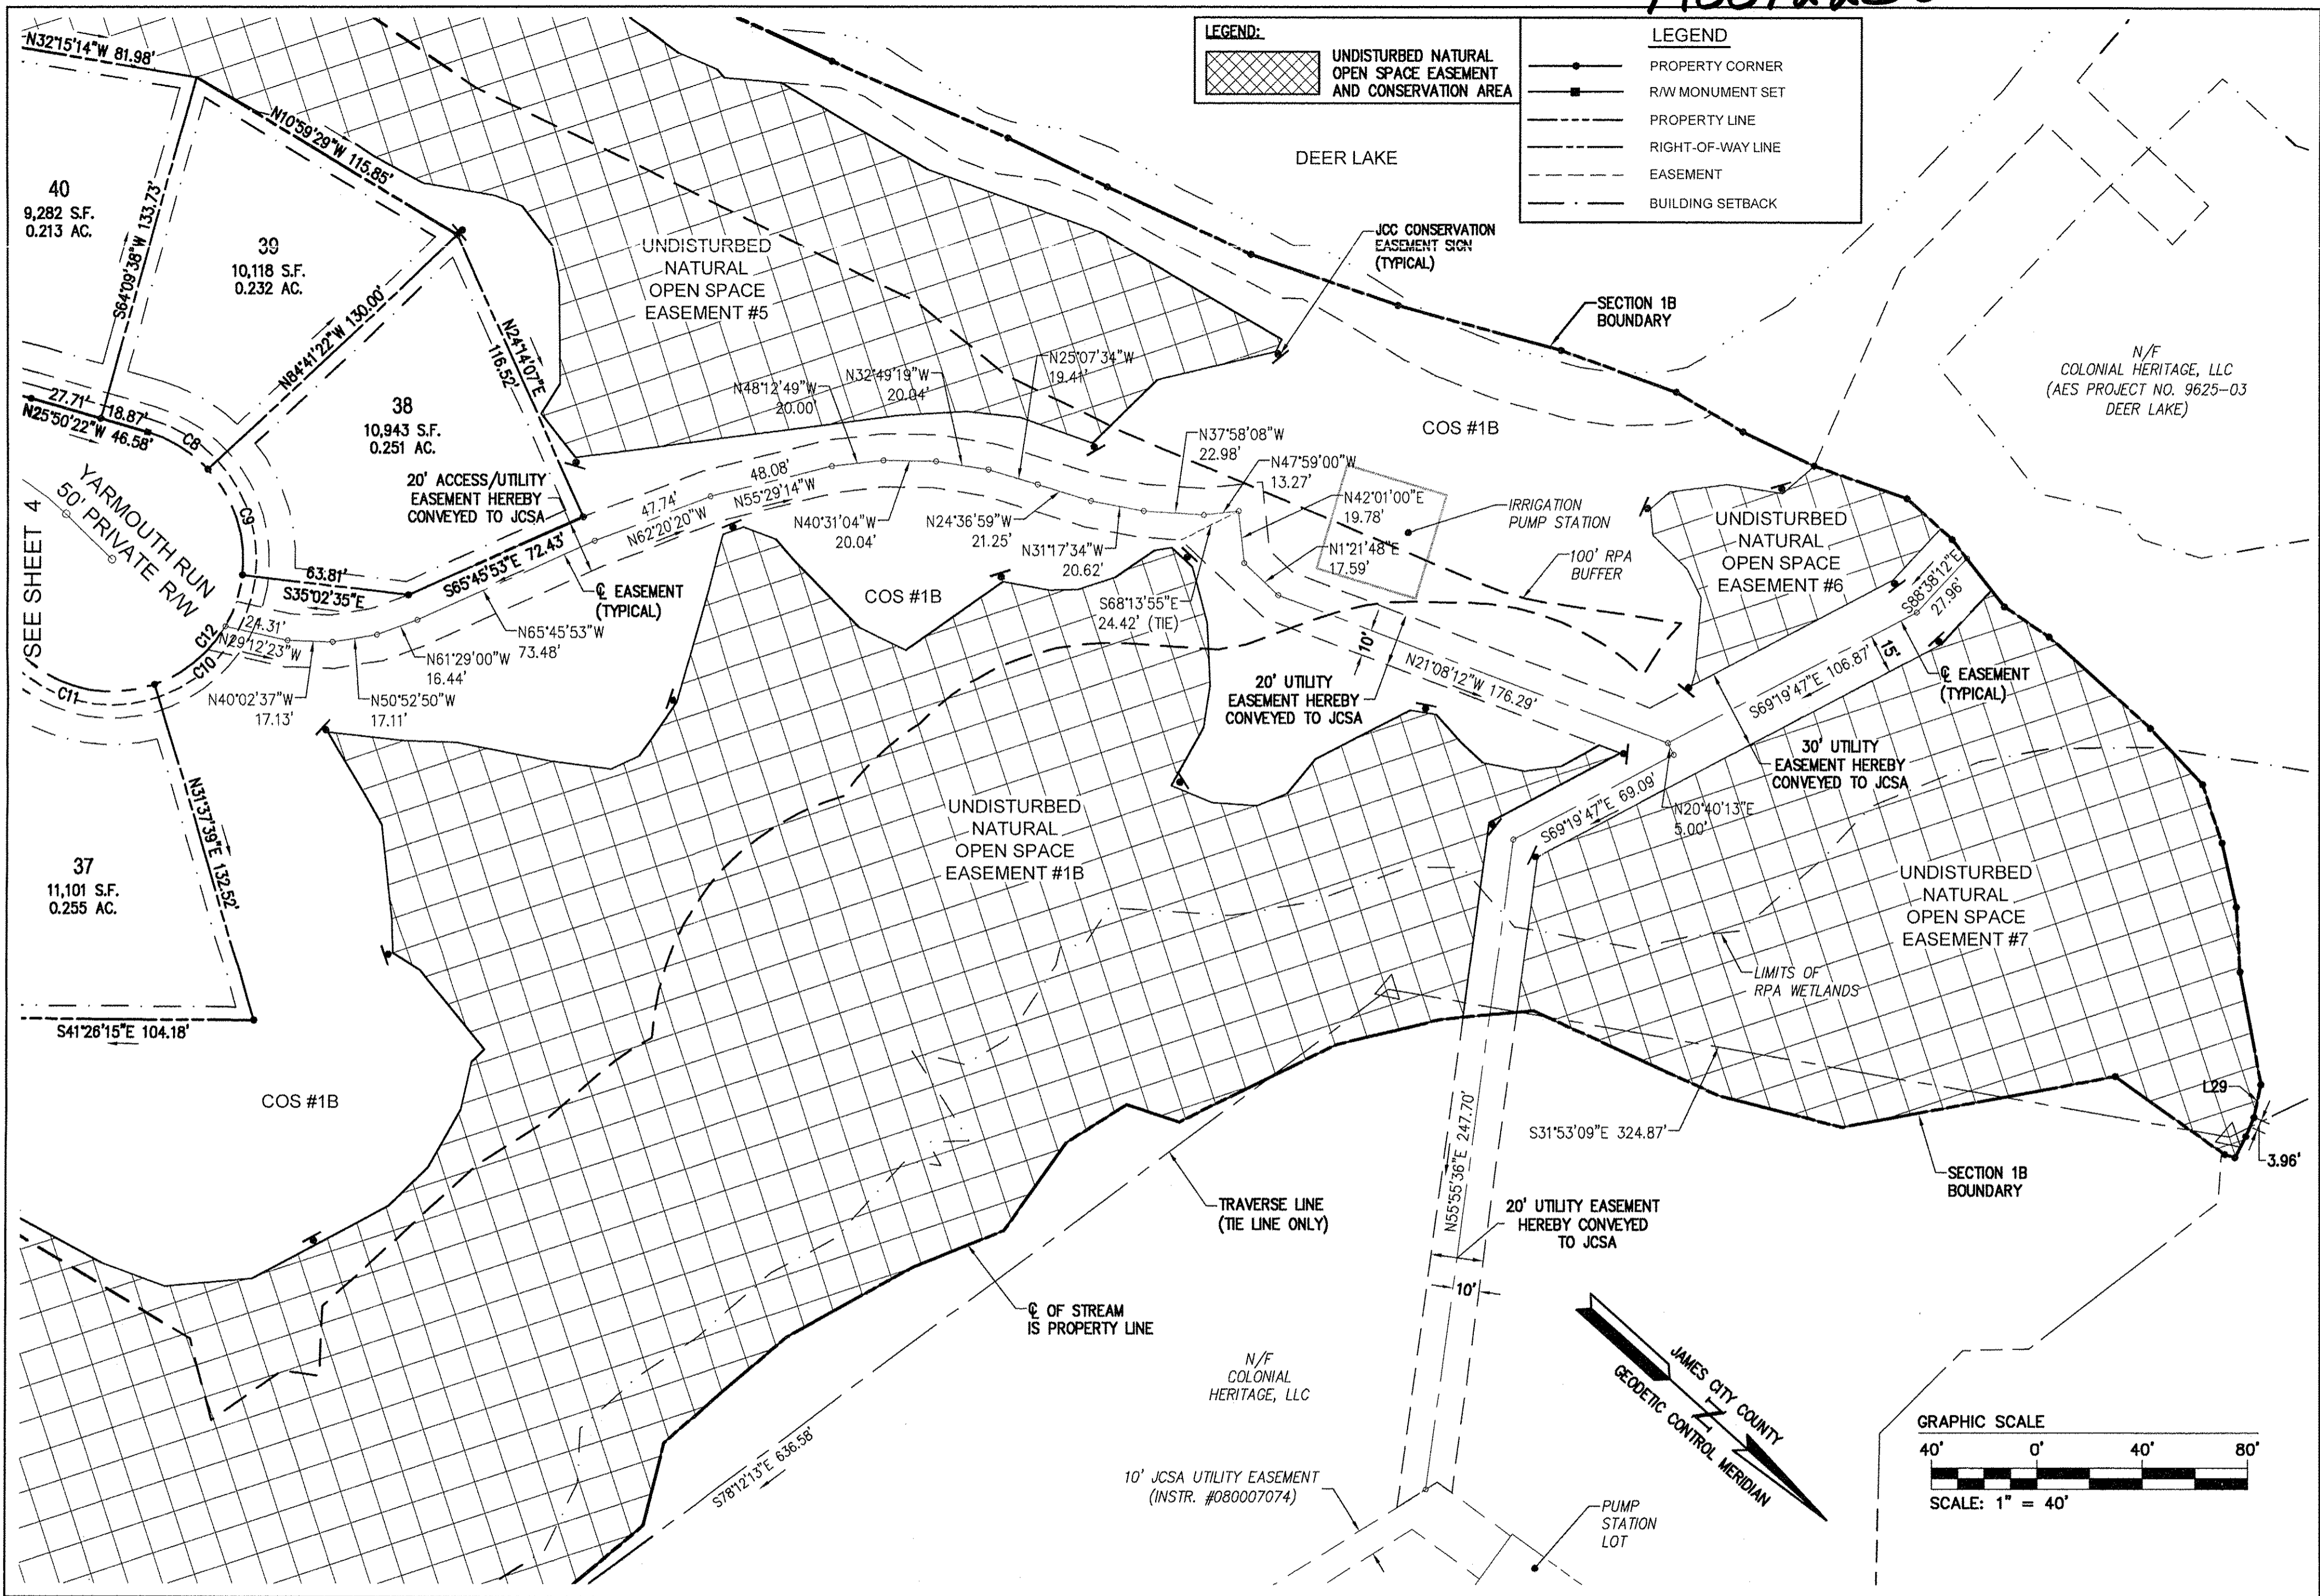 LEGEND:
UNDISTURBED NATURAL
OPEN SPACE EASEMENT
AND CONSERVATION AREA
LEGEND
PROPERTY CORNER
R/W MONUMENT SET
PROPERTY LINE
RIGHT-OF-WAY LINE
EASEMENT
BUILDING SETBACK
N32°15'14"W 81.98'
N10°59'29"W 115.85'
40
9,282 S.F.
0.213 AC.
S64°09'38"W 133.73'
39
10,118 S.F.
0.232 AC.
N84°41'22"W 130.00'
N24°14'07"E
116.52'
38
10,943 S.F.
0.251 AC.
27.71'
18.87'
N25°50'22"W 46.58'
C8
C9
YARMOUTH RUN
50' PRIVATE R/W
SEE SHEET 4
63.81'
S35°02'35"E
24.31'
N29°12'23"W
C12
C10
C11
20' ACCESS/UTILITY
EASEMENT HEREBY
CONVEYED TO JCSA
S65°45'53"E 72.43'
47.74'
N62°20'20"W
48.08'
N55°29'14"W
℄ EASEMENT
(TYPICAL)
N65°45'53"W
73.48'
N61°29'00"W
16.44'
N50°52'50"W
17.11'
N40°02'37"W
17.13'
UNDISTURBED
NATURAL
OPEN SPACE
EASEMENT #5
N48°12'49"W
20.00'
N32°49'19"W
20.04'
N25°07'34"W
19.41'
N40°31'04"W
20.04'
N24°36'59"W
21.25'
N31°17'34"W
20.62'
N37°58'08"W
22.98'
N47°59'00"W
13.27'
N42°01'00"E
19.78'
N1°21'48"E
17.59'
S68°13'55"E
24.42' (TIE)
DEER LAKE
JCC CONSERVATION
EASEMENT SIGN
(TYPICAL)
SECTION 1B
BOUNDARY
N/F
COLONIAL HERITAGE, LLC
(AES PROJECT NO. 9625-03
DEER LAKE)
COS #1B
IRRIGATION
PUMP STATION
100' RPA
BUFFER
COS #1B
UNDISTURBED
NATURAL
OPEN SPACE
EASEMENT #6
S88°38'12"E
27.96'
10'
20' UTILITY
EASEMENT HEREBY
CONVEYED TO JCSA
N21°08'12"W 176.29'
S69°19'47"E 106.87'
15'
℄ EASEMENT
(TYPICAL)
30' UTILITY
EASEMENT HEREBY
CONVEYED TO JCSA
S69°19'47"E 69.09'
N20°40'13"E
5.00'
37
11,101 S.F.
0.255 AC.
N31°37'39"E 132.52'
S41°26'15"E 104.18'
COS #1B
UNDISTURBED
NATURAL
OPEN SPACE
EASEMENT #1B
UNDISTURBED
NATURAL
OPEN SPACE
EASEMENT #7
LIMITS OF
RPA WETLANDS
L29
3.96'
S31°53'09"E 324.87'
SECTION 1B
BOUNDARY
N55°55'36"E 247.70'
TRAVERSE LINE
(TIE LINE ONLY)
20' UTILITY EASEMENT
HEREBY CONVEYED
TO JCSA
10'
℄ OF STREAM
IS PROPERTY LINE
N/F
COLONIAL
HERITAGE, LLC
S78°12'13"E 636.58'
10' JCSA UTILITY EASEMENT
(INSTR. #080007074)
PUMP
STATION
LOT
JAMES CITY COUNTY
N
GEODETIC CONTROL MERIDIAN
GRAPHIC SCALE
40' 0' 40' 80'
SCALE: 1" = 40'